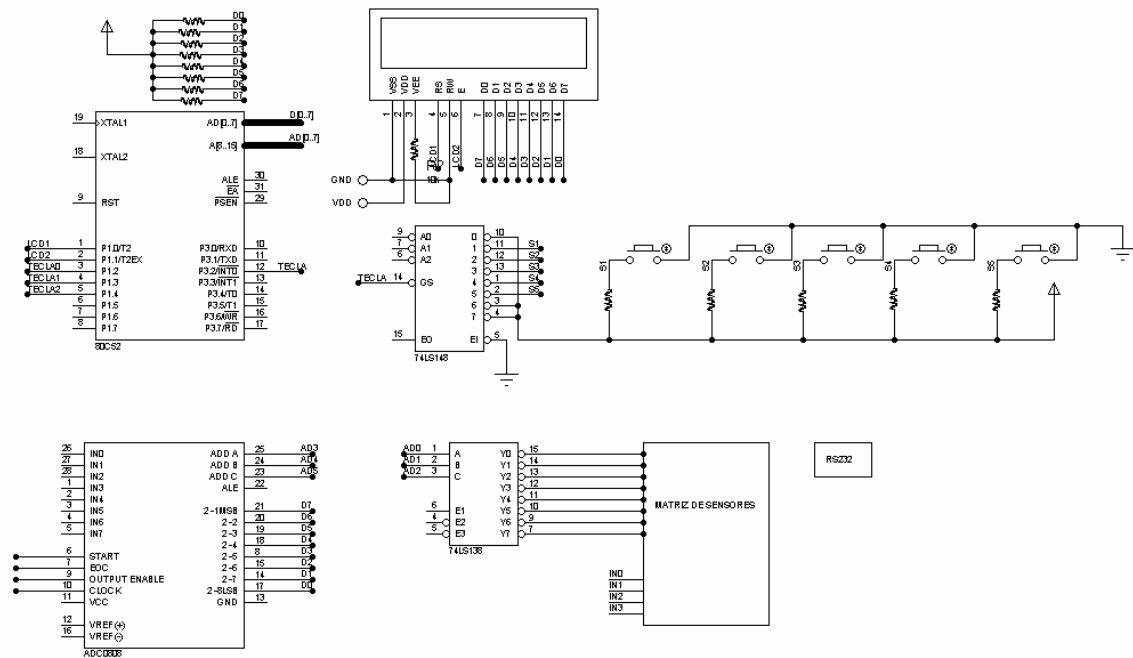 D0
D1
D2
D3
D4
D5
D6
D7
19 XTAL1
18 XTAL2
9 RST
LCD1 1 P1.0/T2
LCD2 2 P1.1/T2EX
TECLA0 3 P1.2
TECLA1 4 P1.3
TECLA2 5 P1.4
6 P1.5
7 P1.6
8 P1.7
AD[0..7] D[0..7]
A[8..15] AD[0..7]
ALE 30
EA 31
PSEN 29
P3.0/RXD 10
P3.1/TXD 11
P3.2/INT0 12 TECLA
P3.3/INT1 13
P3.4/T0 14
P3.5/T1 15
P3.6/WR 16
P3.7/RD 17
80C52
VSS VDD VEE RS RW E D0 D1 D2 D3 D4 D5 D6 D7
1 2 3 4 5 6 7 8 9 10 11 12 13 14
LCD1 LCD2 D7 D6 D5 D4 D3 D2 D1 D0
GND
VDD
9 A0
7 A1
6 A2
TECLA 14 GS
15 EO
0 10
1 11 S1
2 12 S2
3 13 S3
4 1 S4
5 2 S5
6 3
7 4
EI 5
74LS148
S1
S2
S3
S4
S5
26 IN0
27 IN1
28 IN2
1 IN3
2 IN4
3 IN5
4 IN6
5 IN7
6 START
7 EOC
9 OUTPUT ENABLE
10 CLOCK
11 VCC
12 VREF(+)
16 VREF(-)
ADD A 25 AD3
ADD B 24 AD4
ADD C 23 AD5
ALE 22
2-1MSB 21 D7
2-2 20 D6
2-3 19 D5
2-4 18 D4
2-5 8 D3
2-6 15 D2
2-7 14 D1
2-8LSB 17 D0
GND 13
ADC0808
AD0 1 A
AD1 2 B
AD2 3 C
6 E1
4 E2
5 E3
Y0 15
Y1 14
Y2 13
Y3 12
Y4 11
Y5 10
Y6 9
Y7 7
74LS138
MATRIZ DE SENSORES
IN0
IN1
IN2
IN3
RS232